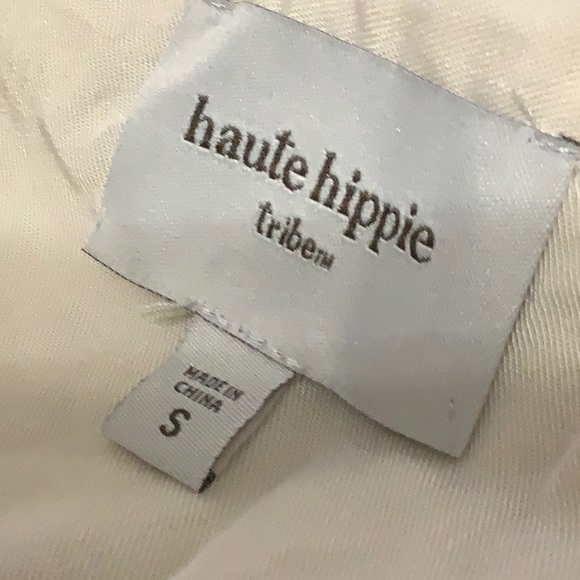 haute hippie
tribe™
MADE IN
CHINA
S